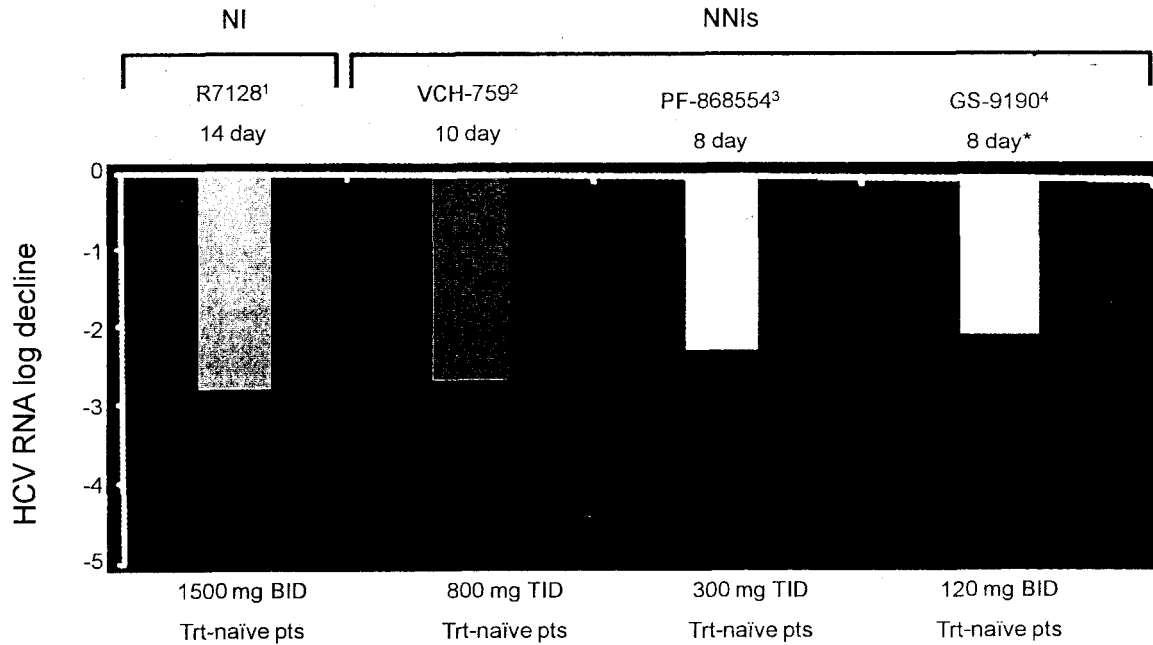 NI NNIs
R7128¹ VCH-759² PF-868554³ GS-9190⁴
14 day 10 day 8 day 8 day*
0
-1
-2
-3
-4
-5
HCV RNA log decline
1500 mg BID 800 mg TID 300 mg TID 120 mg BID
Trt-naïve pts Trt-naïve pts Trt-naïve pts Trt-naïve pts